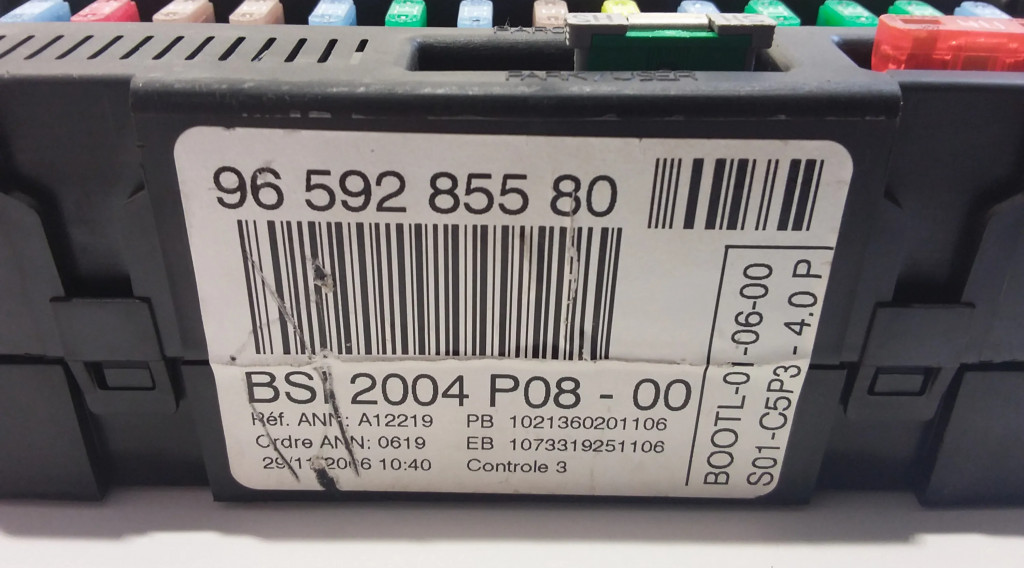 PARK / USER
96 592 855 80
BSI 2004 P08 - 00
Réf. ANN: A12219 PB 1021360201106
Ordre ANN: 0619 EB 1073319251106
29/11/2006 10:40 Controle 3
BOOTL-01-06-00
S01-C5P3 - 4.0 P